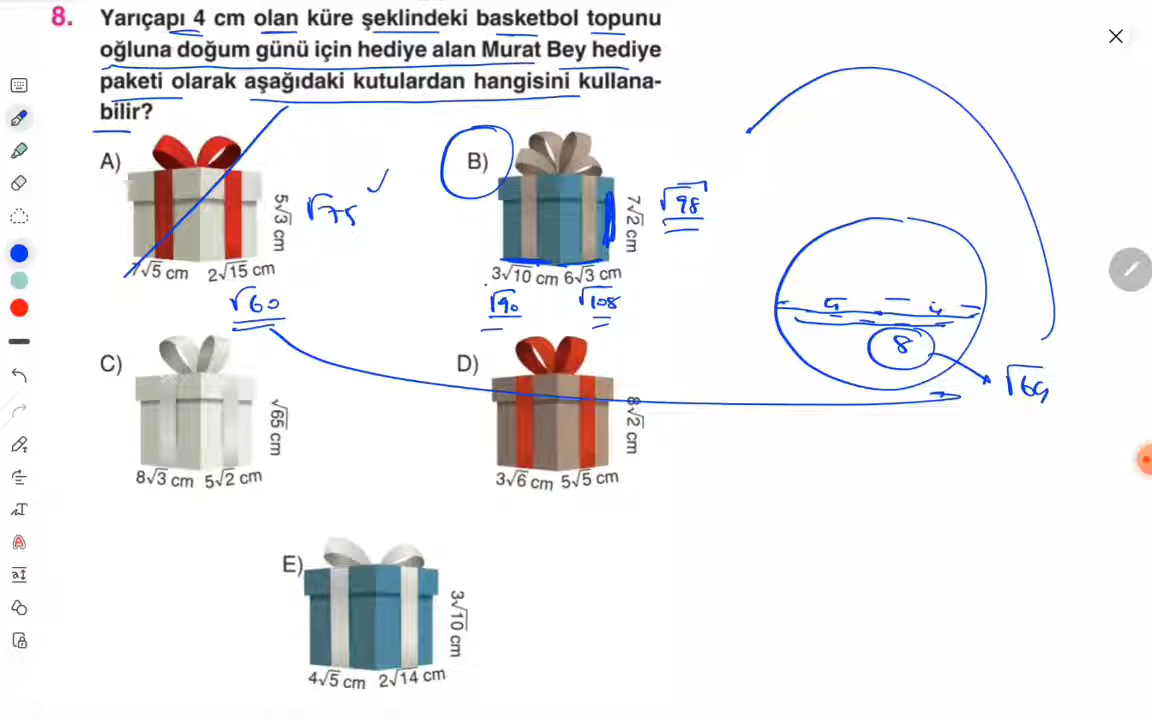 8. Yarıçapı 4 cm olan küre şeklindeki basketbol topunu
oğluna doğum günü için hediye alan Murat Bey hediye
paketi olarak aşağıdaki kutulardan hangisini kullana-
bilir?
A)
5√3 cm
√75
√5 cm 2√15 cm
√60
B)
7√2 cm
√98
3√10 cm 6√3 cm
√90 √108
8
√64
C)
√65 cm
8√3 cm 5√2 cm
D)
8√2 cm
3√6 cm 5√5 cm
E)
3√10 cm
4√5 cm 2√14 cm